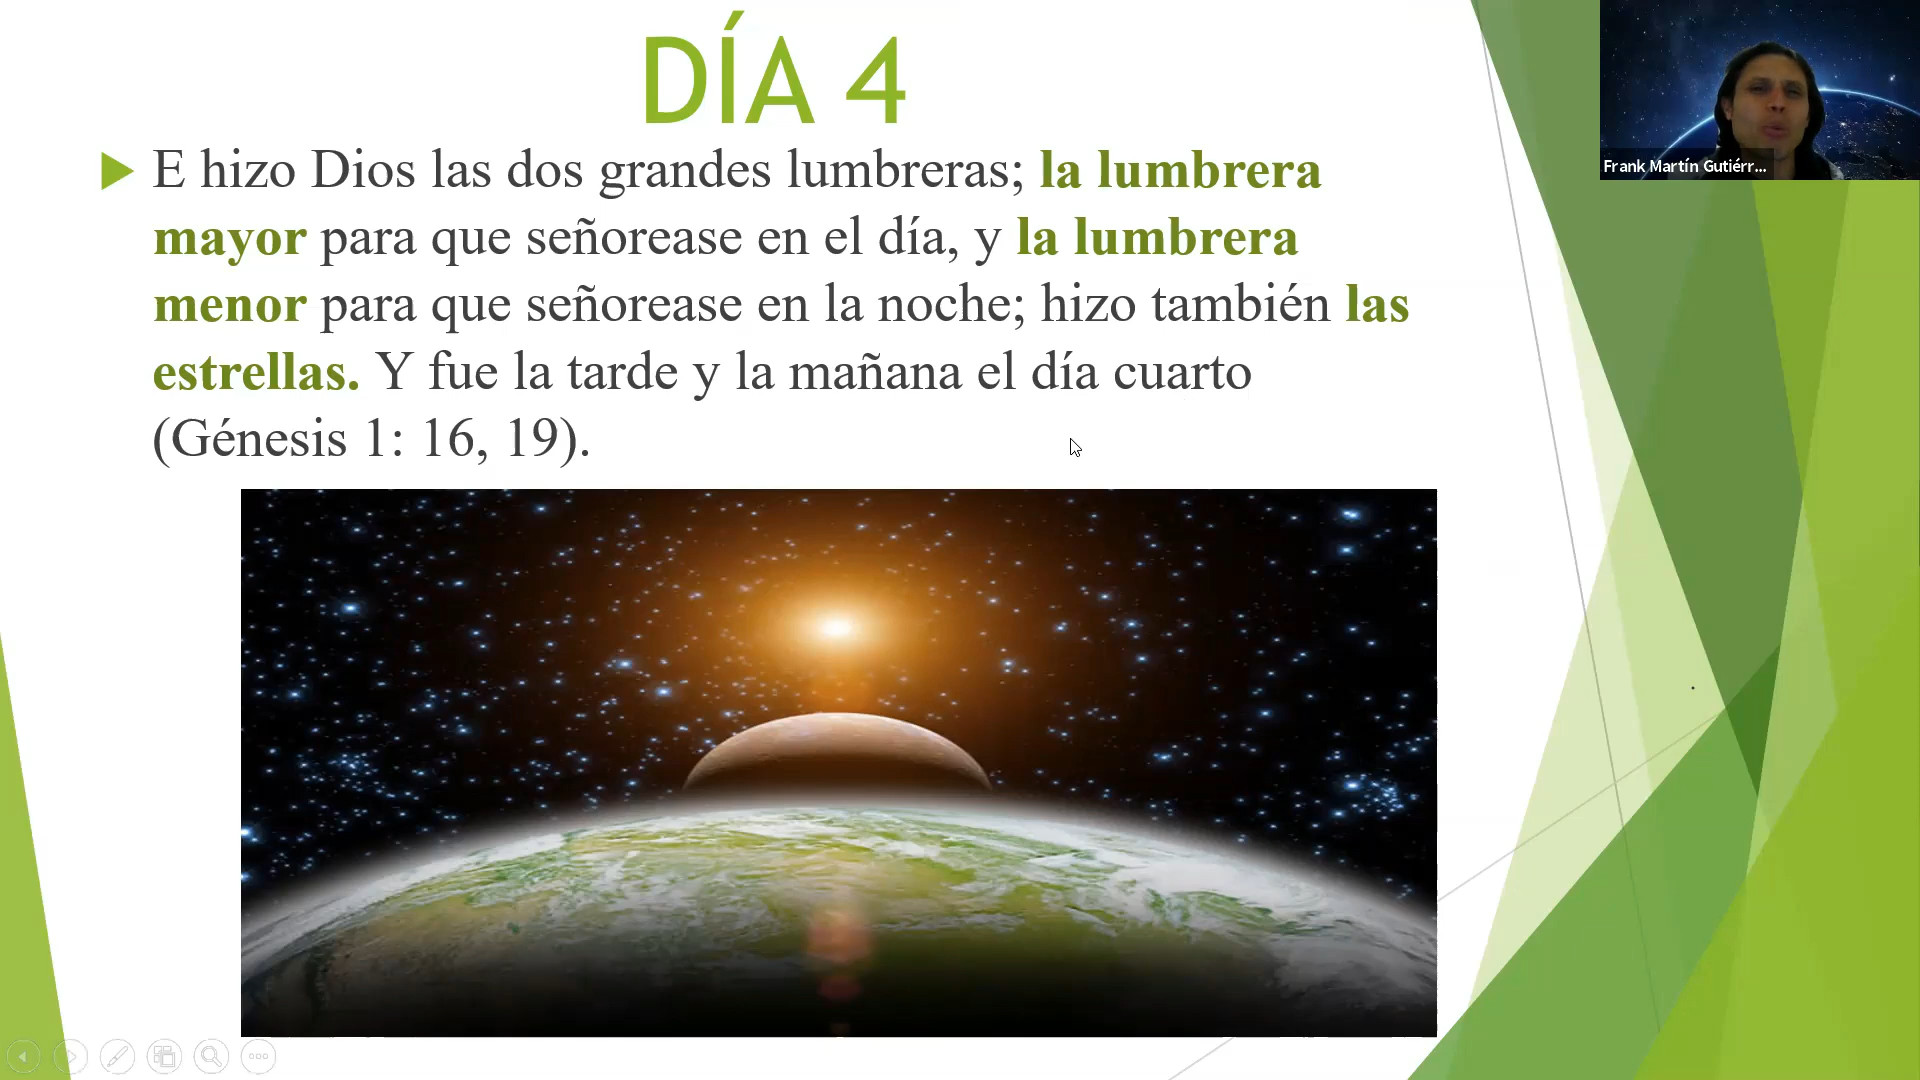 DÍA 4
E hizo Dios las dos grandes lumbreras; la lumbrera
mayor para que señorease en el día, y la lumbrera
menor para que señorease en la noche; hizo también las
estrellas. Y fue la tarde y la mañana el día cuarto
(Génesis 1: 16, 19).
Frank Martín Gutiérr...